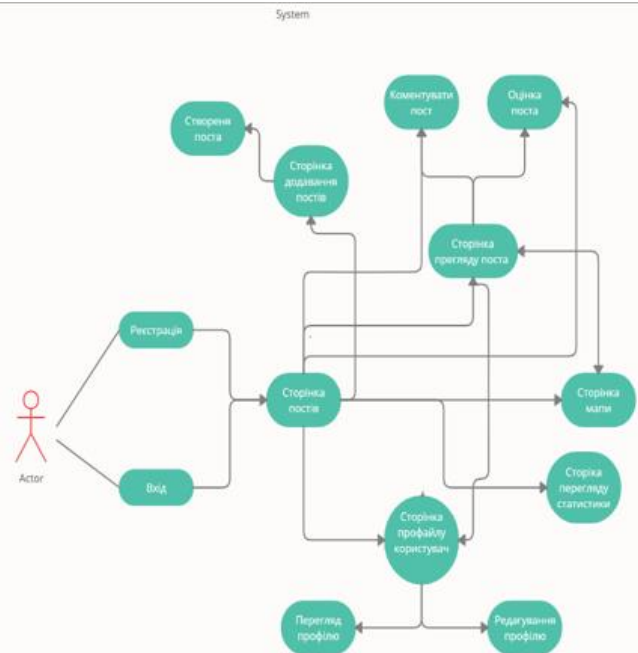 System
Коментувати
пост
Оцінка
поста
Створеня
поста
Сторінка
додавання
постів
Сторінка
прегляду поста
Реєстрація
Сторінка
постів
Сторінка
мапи
Actor
Вхід
Сторіка
перегляду
статистики
Сторінка
профайлу
користувач
Перегляд
профілю
Редагування
профілю